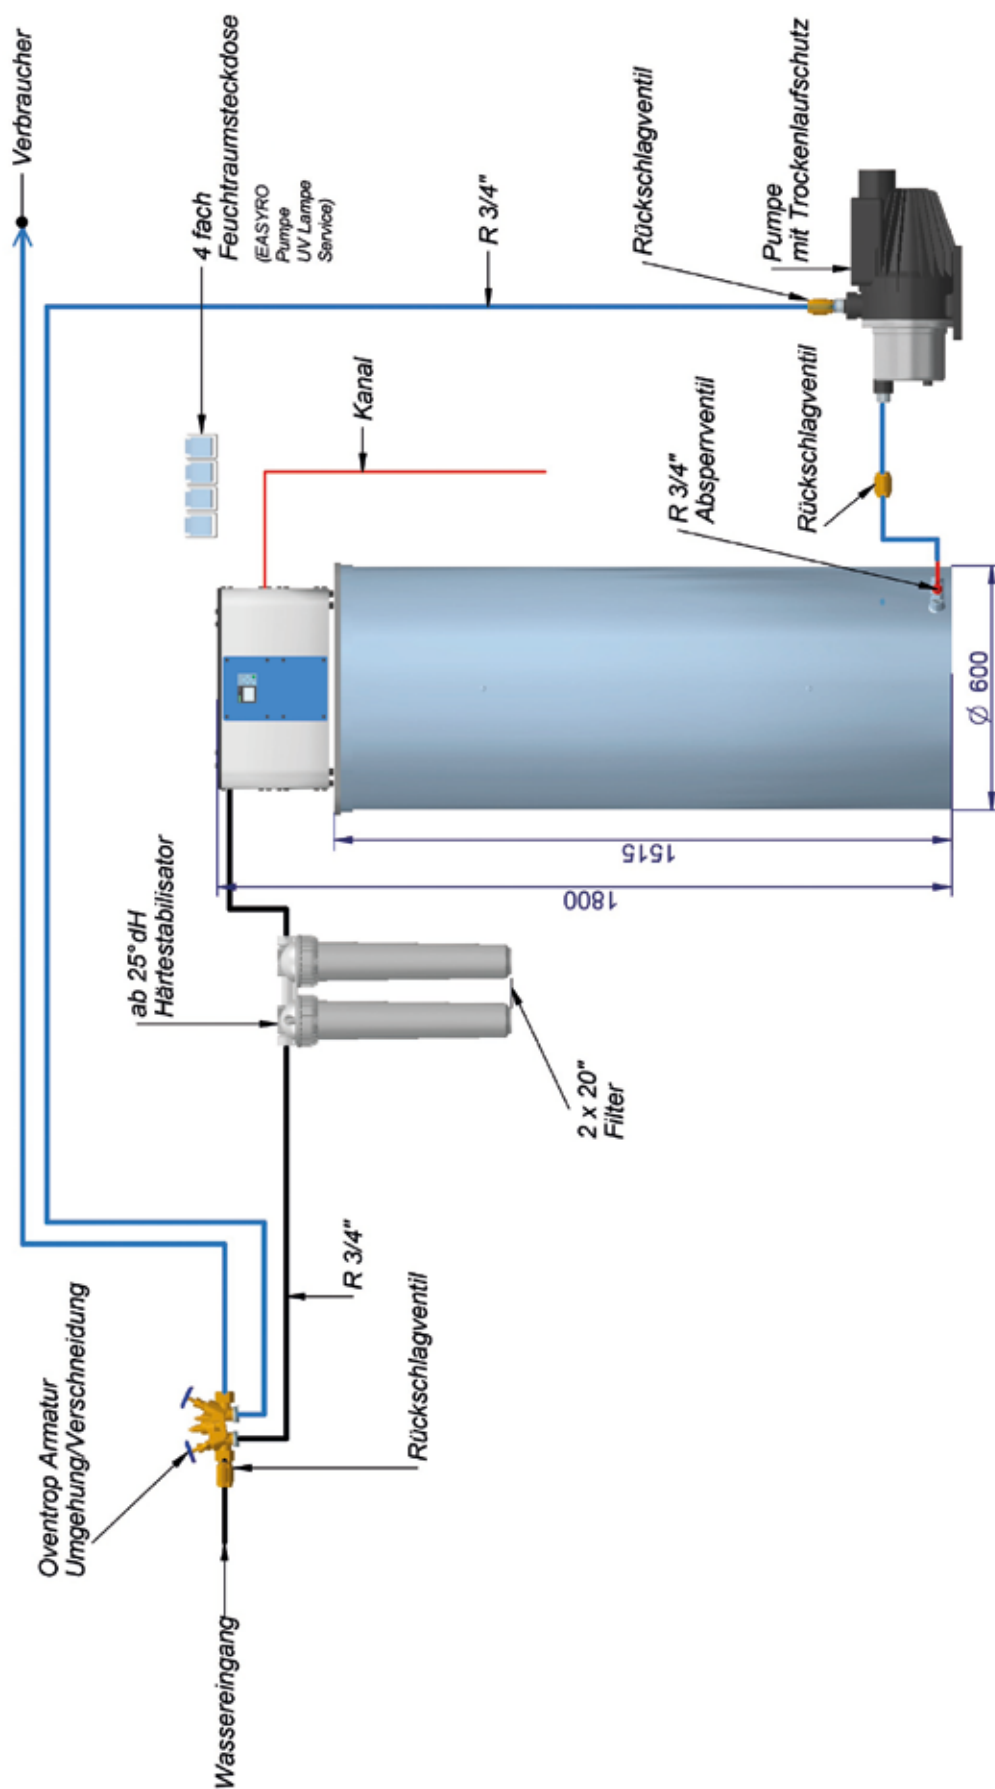 Verbraucher
4 fach
Feuchtraumsteckdose
(EASYRO
Pumpe
UV Lampe
Service)
R 3/4"
Rückschlagventil
Pumpe
mit Trockenlaufschutz
Kanal
R 3/4"
Absperrventil
Rückschlagventil
Ø 600
1515
1800
ab 25°dH
Härtestabilisator
2 x 20"
Filter
R 3/4"
Rückschlagventil
Oventrop Armatur
Umgehung/Verschneidung
Wassereingang